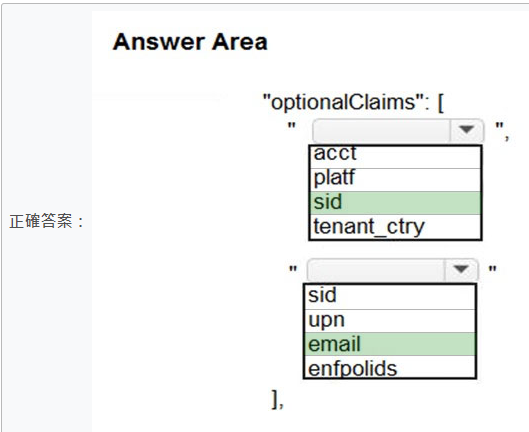 Answer Area
"optionalClaims": [
" ",
acct
platf
sid
tenant_ctry
正確答案：
" "
sid
upn
email
enfpolids
],